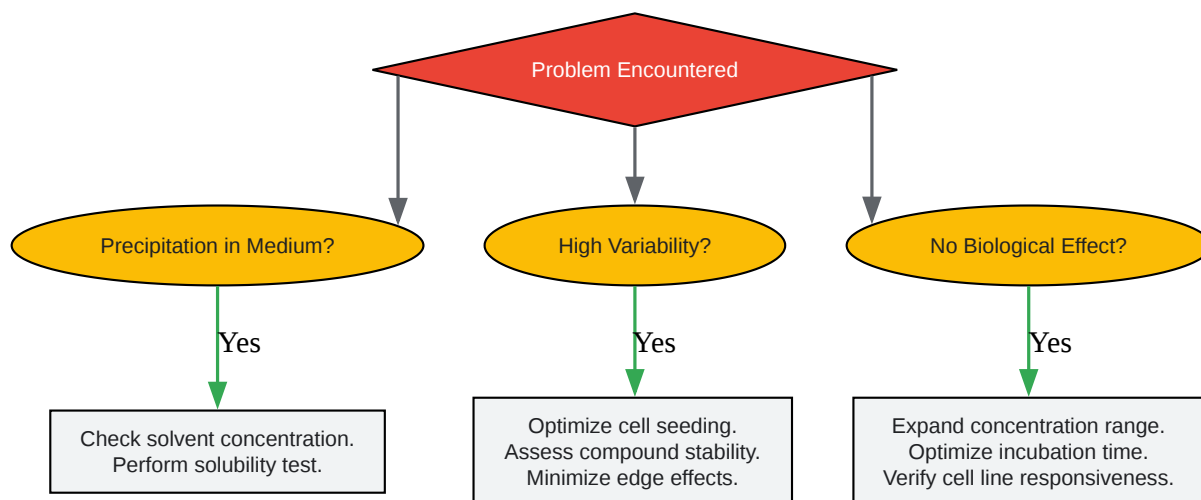 Problem Encountered
Precipitation in Medium?
High Variability?
No Biological Effect?
Yes
Yes
Yes
Check solvent concentration.
Perform solubility test.
Optimize cell seeding.
Assess compound stability.
Minimize edge effects.
Expand concentration range.
Optimize incubation time.
Verify cell line responsiveness.